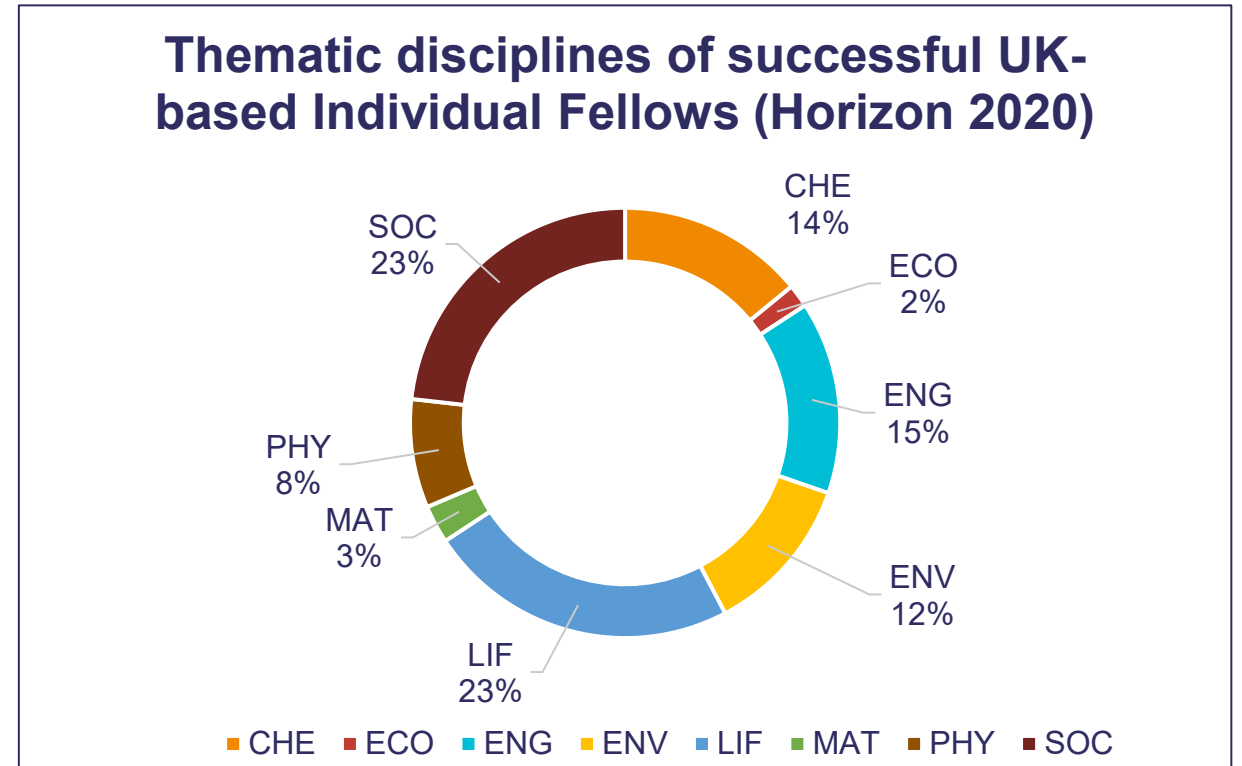 Thematic disciplines of successful UK-
based Individual Fellows (Horizon 2020)
CHE
14%
ECO
2%
ENG
15%
ENV
12%
LIF
23%
MAT
3%
PHY
8%
SOC
23%
CHE ECO ENG ENV LIF MAT PHY SOC